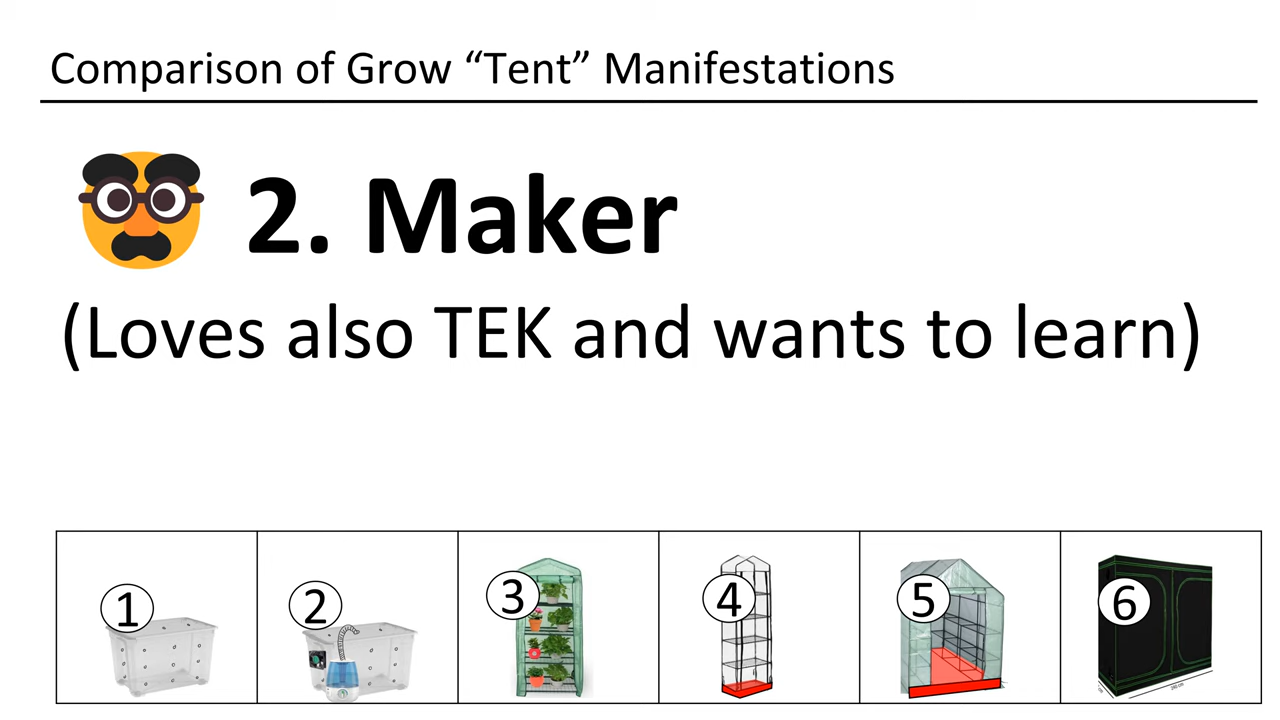 Comparison of Grow “Tent” Manifestations
2. Maker
(Loves also TEK and wants to learn)
1
2
3
4
5
6